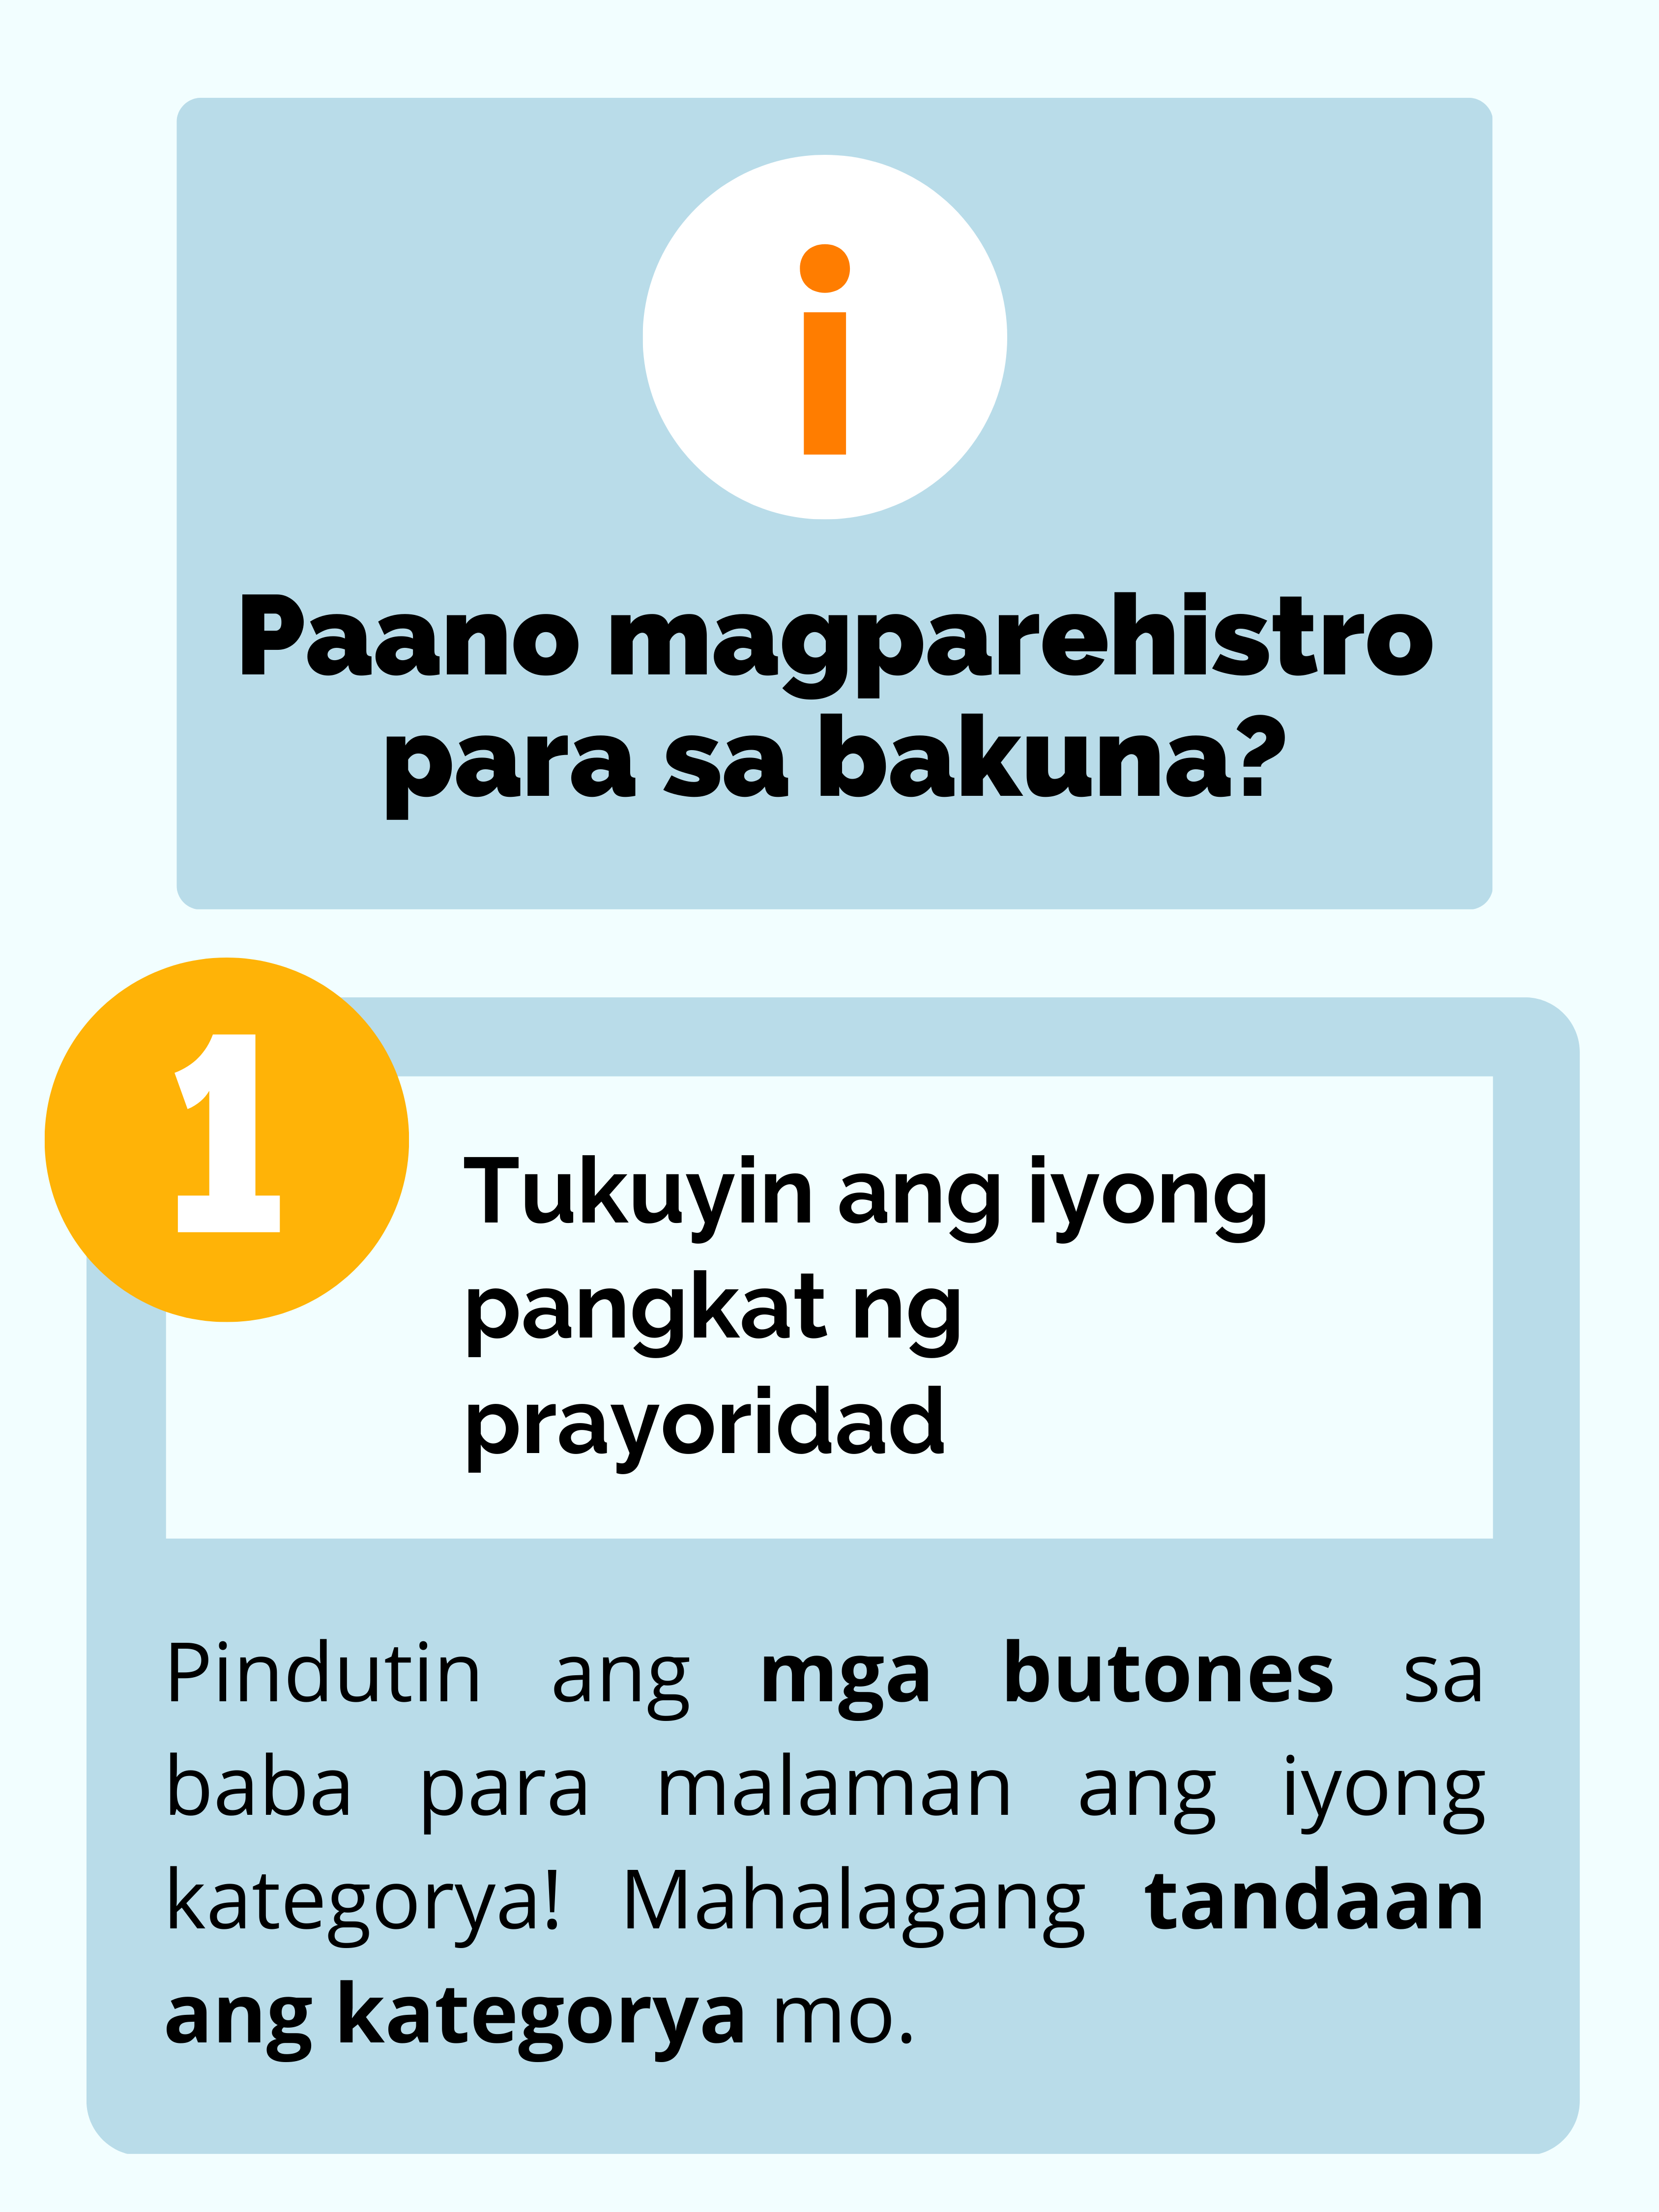 i
Paano magparehistro
para sa bakuna?
1
Tukuyin ang iyong
pangkat ng
prayoridad
Pindutin ang mga butones sa
baba para malaman ang iyong
kategorya! Mahalagang tandaan
ang kategorya mo.